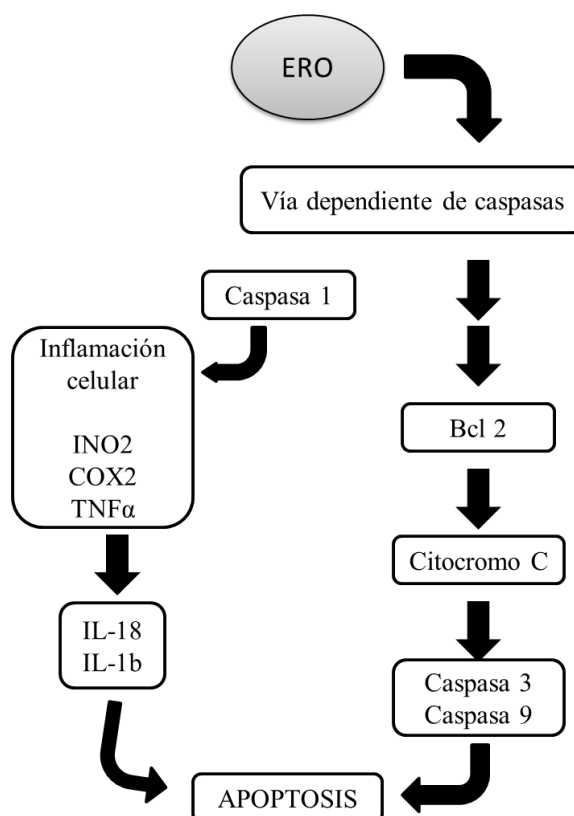 ERO
Vía dependiente de caspasas
Caspasa 1
Inflamación
celular
INO2
COX2
TNFα
Bcl 2
Citocromo C
IL-18
IL-1b
Caspasa 3
Caspasa 9
APOPTOSIS